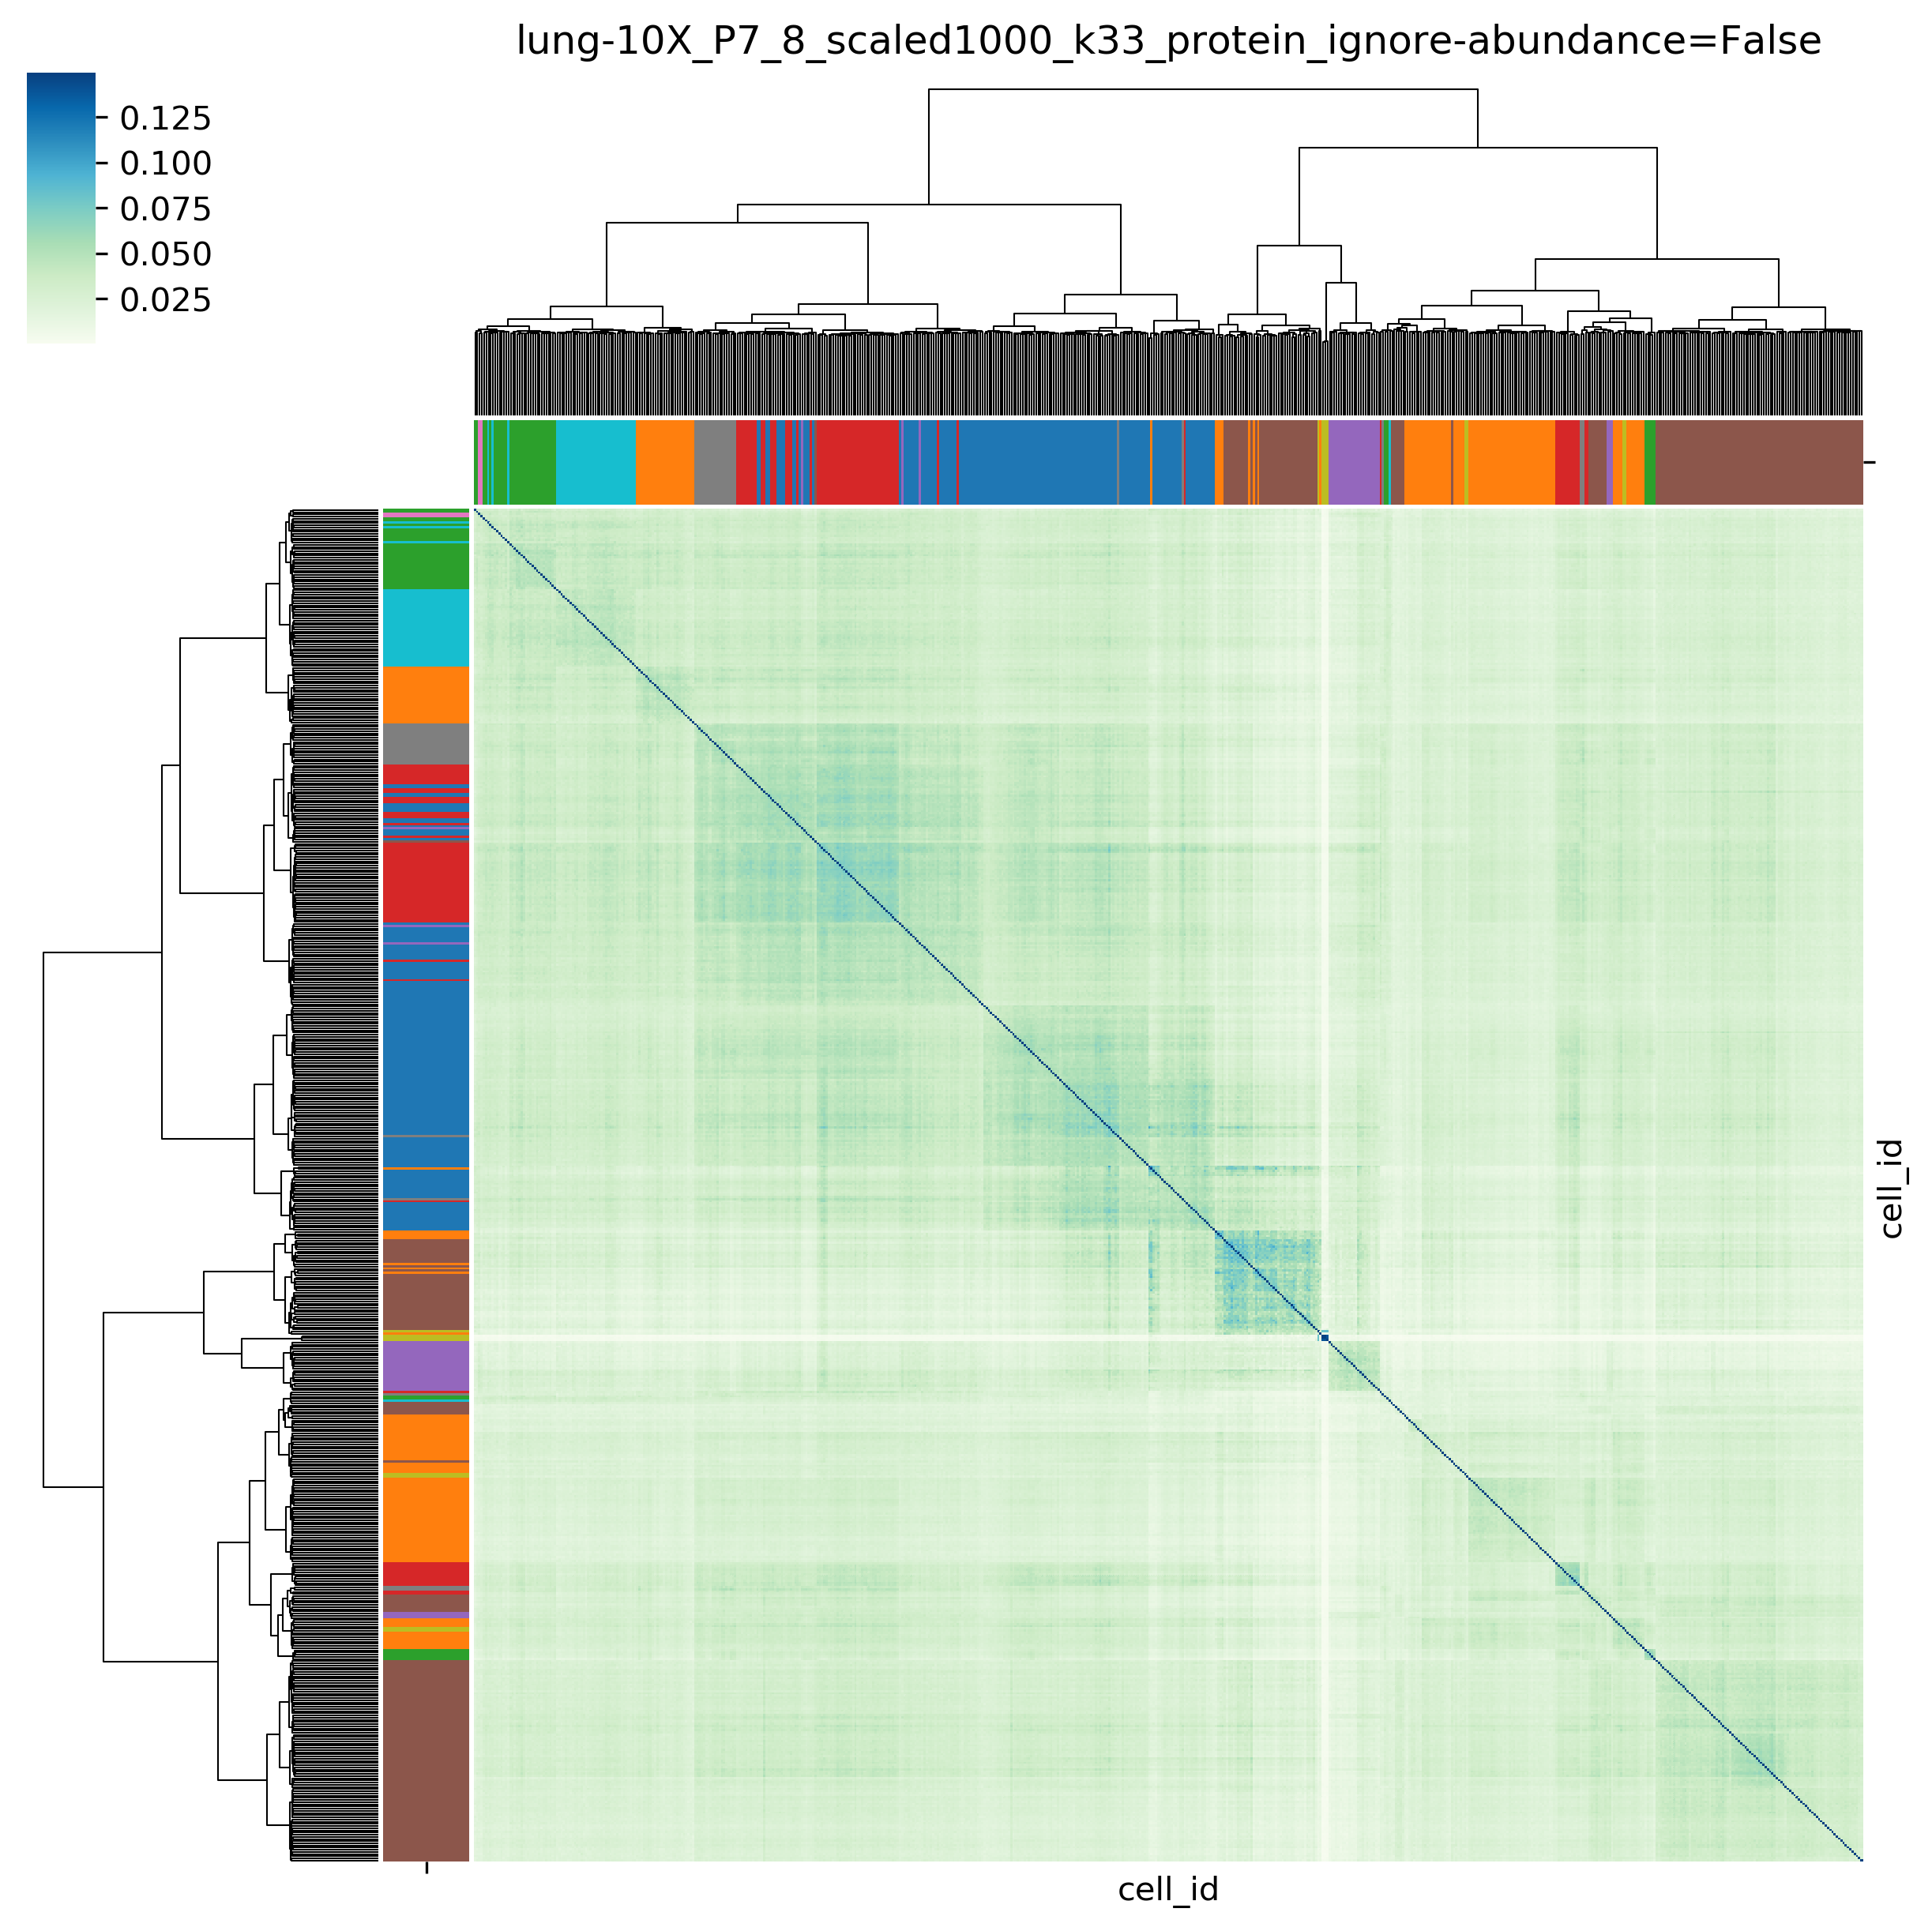 lung-10X_P7_8_scaled1000_k33_protein_ignore-abundance=False
0.125
0.100
0.075
0.050
0.025
cell_id
cell_id